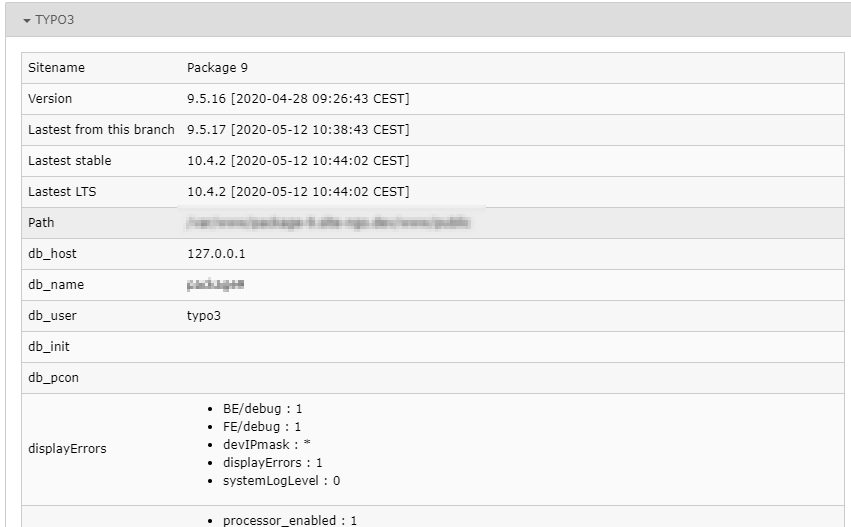 TYPO3
Sitename Package 9
Version 9.5.16 [2020-04-28 09:26:43 CEST]
Lastest from this branch 9.5.17 [2020-05-12 10:38:43 CEST]
Lastest stable 10.4.2 [2020-05-12 10:44:02 CEST]
Lastest LTS 10.4.2 [2020-05-12 10:44:02 CEST]
Path
db_host 127.0.0.1
db_name
db_user typo3
db_init
db_pcon
displayErrors
• BE/debug : 1
• FE/debug : 1
• devIPmask : *
• displayErrors : 1
• systemLogLevel : 0
• processor_enabled : 1